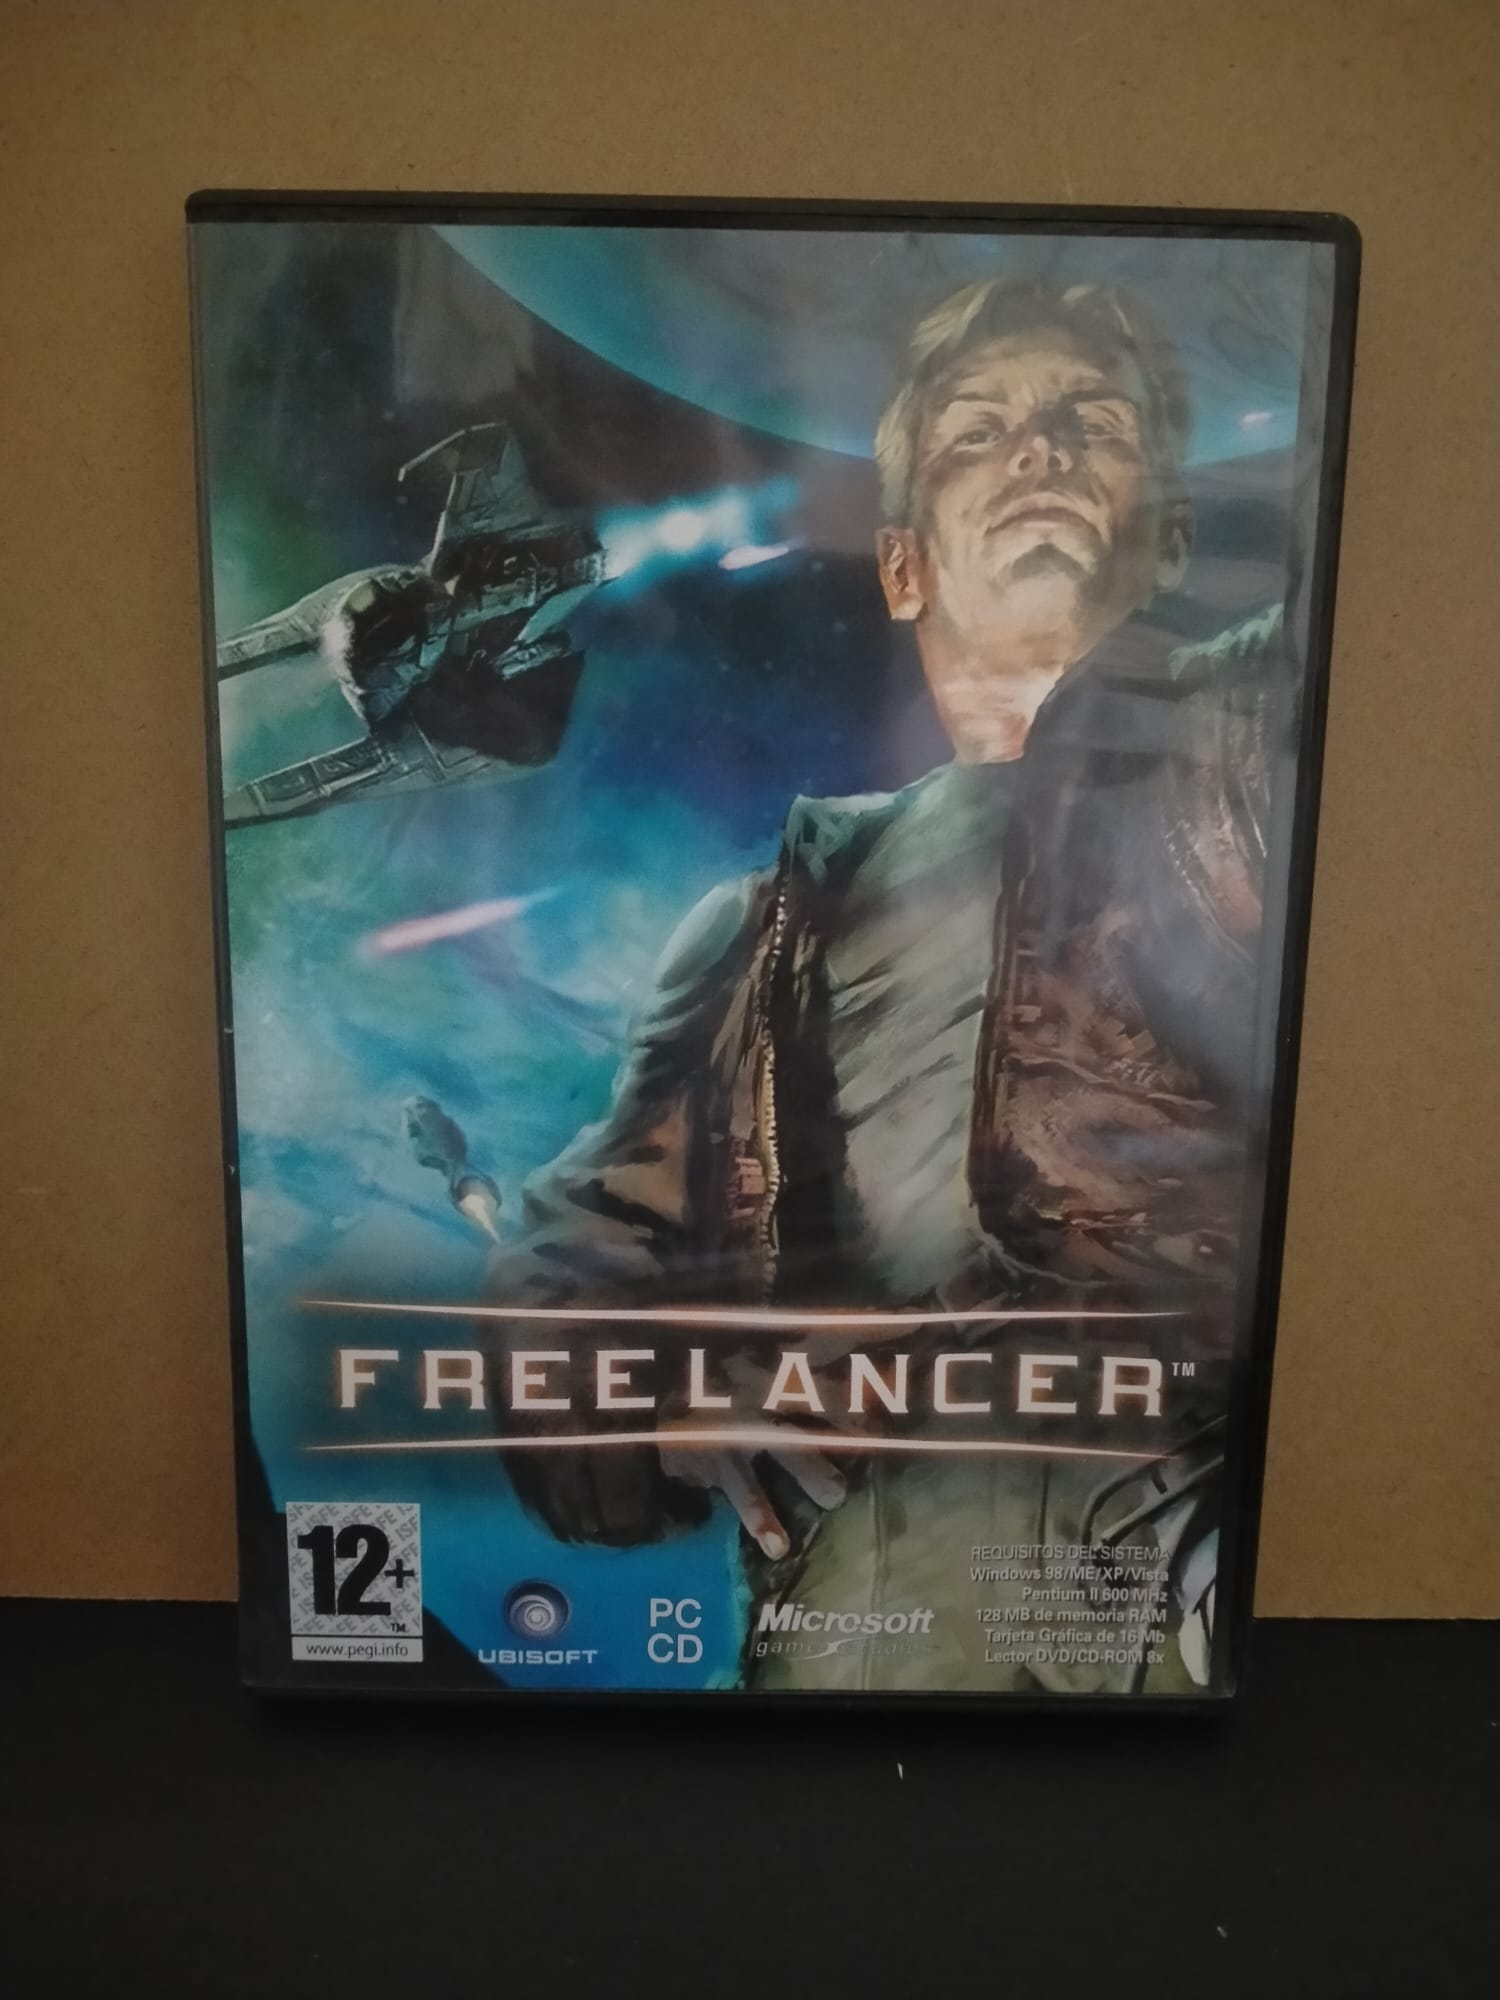 FREELANCER™
12+
™
www.pegi.info
UBISOFT
PC
CD
Microsoft
game studios
REQUISITOS DEL SISTEMA
Windows 98/ME/XP/Vista
Pentium II 600 MHz
128 MB de memoria RAM
Tarjeta Gráfica de 16 Mb
Lector DVD/CD-ROM 8x